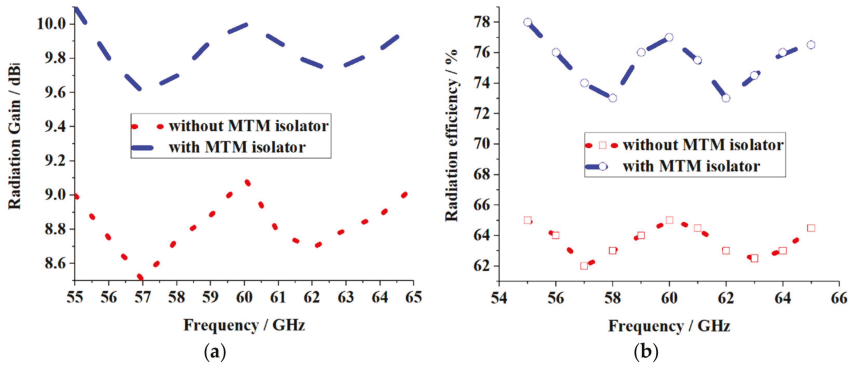 10.0
9.8
9.6
9.4
9.2
9.0
8.8
8.6
Radiation Gain / dBi
without MTM isolator
with MTM isolator
55 56 57 58 59 60 61 62 63 64 65
Frequency / GHz
(a)
78
76
74
72
70
68
66
64
62
Radiation efficiency / %
without MTM isolator
with MTM isolator
54 56 58 60 62 64 66
Frequency / GHz
(b)